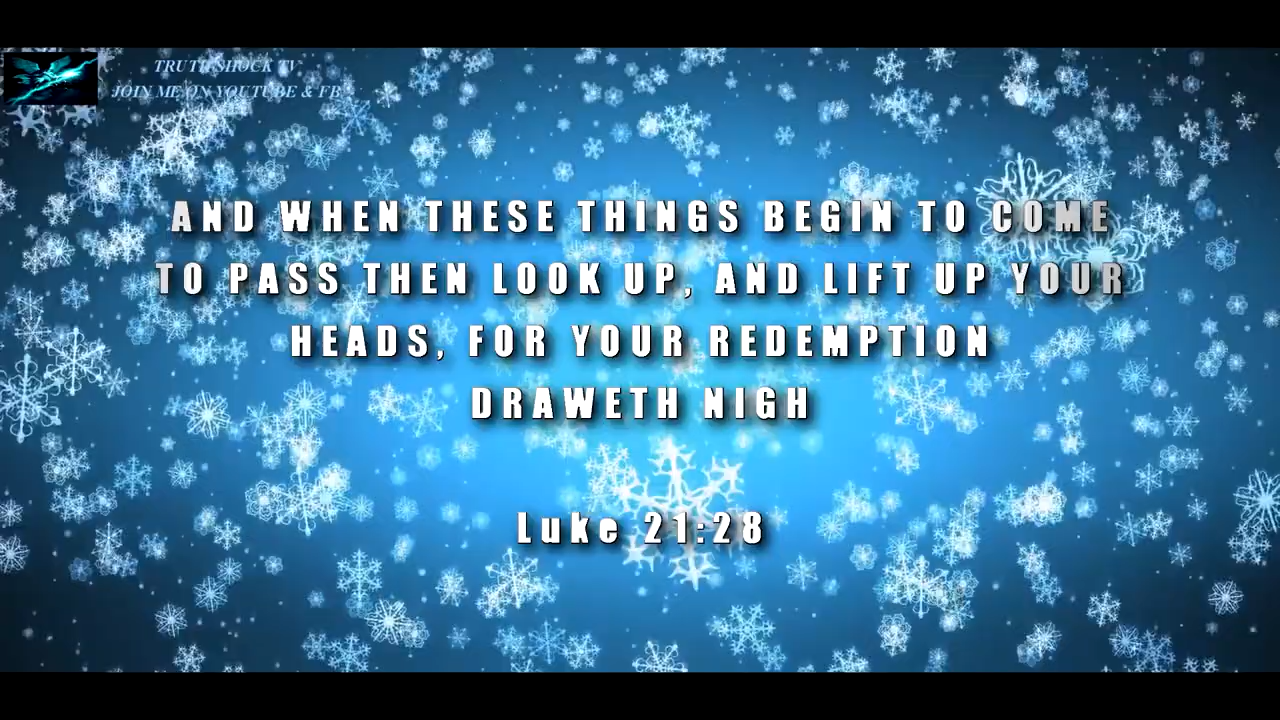 TRUTH SHOCK TV
JOIN ME ON YOUTUBE & FB
AND WHEN THESE THINGS BEGIN TO COME
TO PASS THEN LOOK UP, AND LIFT UP YOUR
HEADS, FOR YOUR REDEMPTION
DRAWETH NIGH
Luke 21:28